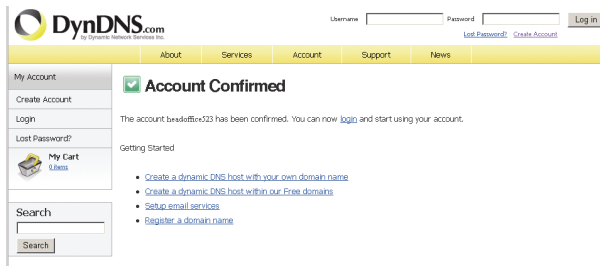 DynDNS.com
by Dynamic Network Services Inc.
Username
Password
Log in
Lost Password? Create Account
About Services Account Support News
My Account
Create Account
Login
Lost Password?
My Cart
0 items
Search
Search
Account Confirmed
The account headoffice523 has been confirmed. You can now login and start using your account.
Getting Started
Create a dynamic DNS host with your own domain name
Create a dynamic DNS host within our Free domains
Setup email services
Register a domain name